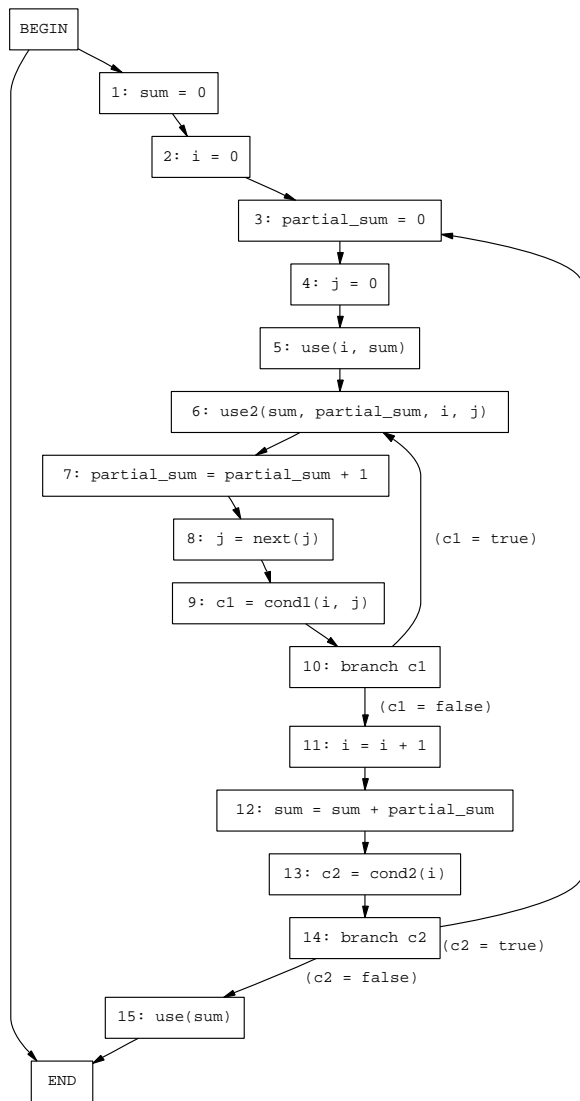 BEGIN
1: sum = 0
2: i = 0
3: partial_sum = 0
4: j = 0
5: use(i, sum)
6: use2(sum, partial_sum, i, j)
7: partial_sum = partial_sum + 1
8: j = next(j)
(c1 = true)
9: c1 = cond1(i, j)
10: branch c1
(c1 = false)
11: i = i + 1
12: sum = sum + partial_sum
13: c2 = cond2(i)
14: branch c2
(c2 = true)
(c2 = false)
15: use(sum)
END